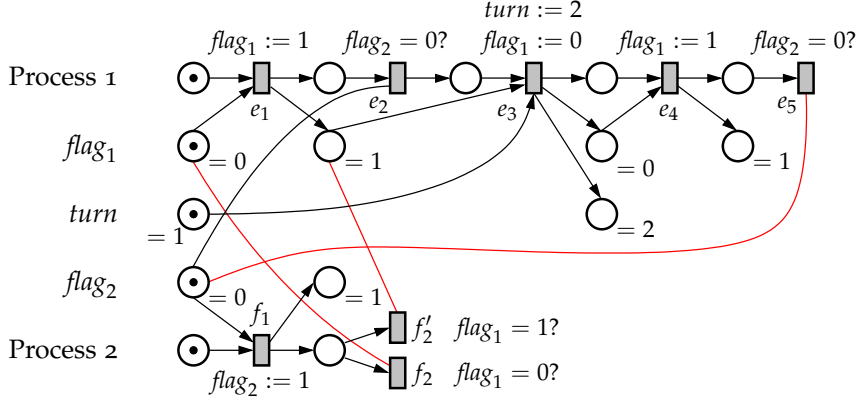 turn := 2
flag₁ := 1 flag₂ = 0? flag₁ := 0 flag₁ := 1 flag₂ = 0?
Process 1
e₁ e₂ e₃ e₄ e₅
flag₁
= 0 = 1 = 0 = 1
turn
= 1 = 2
flag₂
= 0 = 1
f₁
f′₂ flag₁ = 1?
Process 2
f₂ flag₁ = 0?
flag₂ := 1